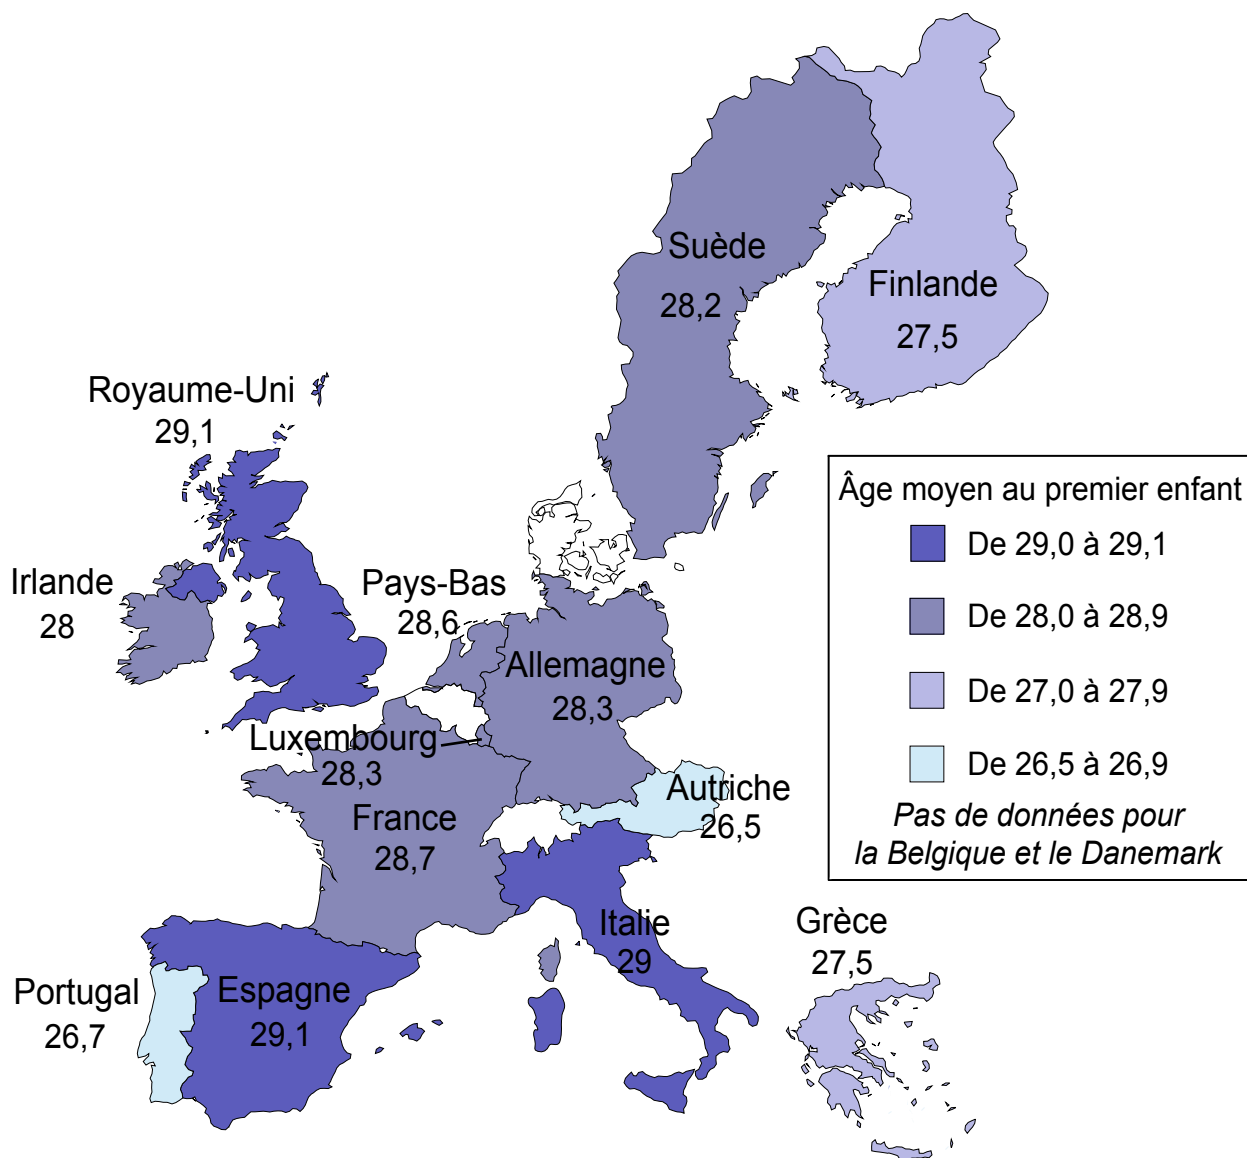 Suède
28,2
Finlande
27,5
Royaume-Uni
29,1
Irlande
28
Pays-Bas
28,6
Allemagne
28,3
Luxembourg
28,3
France
28,7
Autriche
26,5
Italie
29
Grèce
27,5
Portugal
26,7
Espagne
29,1
Âge moyen au premier enfant
De 29,0 à 29,1
De 28,0 à 28,9
De 27,0 à 27,9
De 26,5 à 26,9
Pas de données pour
la Belgique et le Danemark